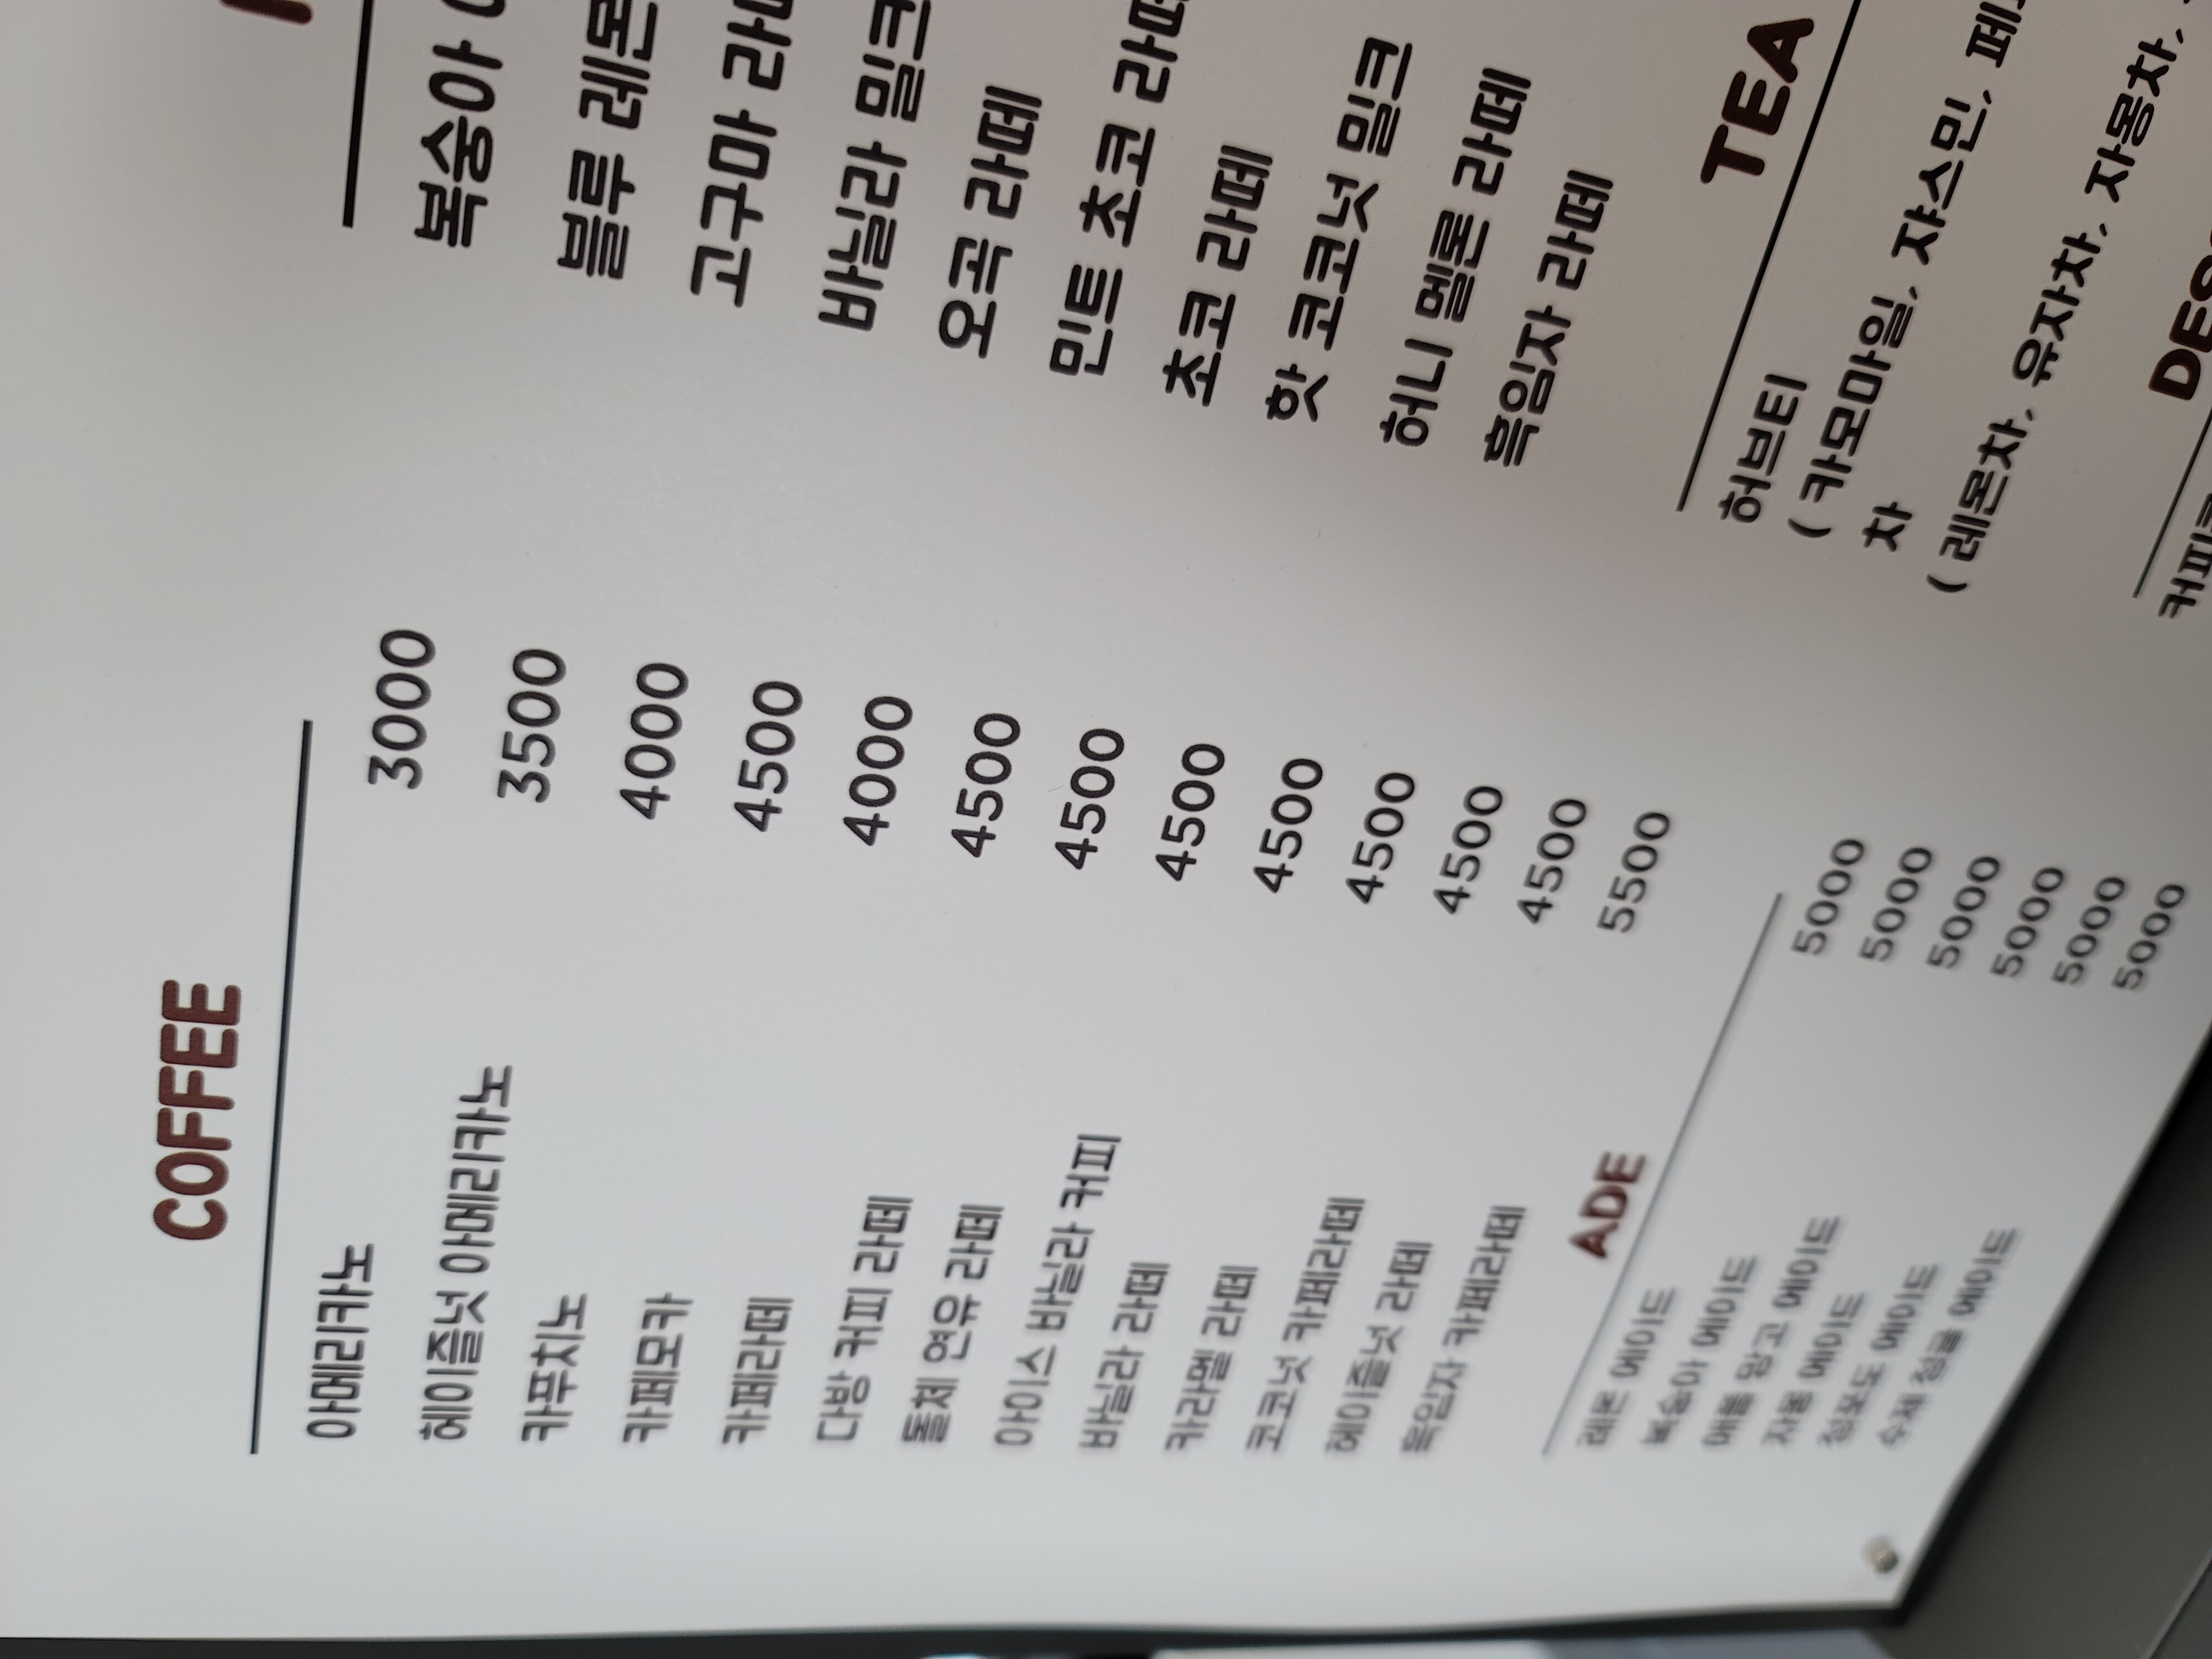 COFFEE
아메리카노 3000
헤이즐넛 아메리카노 3500
카푸치노 4000
카페모카 4500
카페라떼 4000
다방 커피 라떼 4500
돌체 연유 라떼 4500
아이스 바닐라 커피 4500
바닐라 라떼 4500
카라멜 라떼 4500
코코넛 카페라떼 4500
헤이즐넛 라떼 4500
흑임자 카페라떼 5500
ADE
레몬 에이드 5000
복숭아 에이드 5000
애플 망고 에이드 5000
자몽 에이드 5000
청포도 에이드 5000
수제 청귤 에이드 5000
복숭아
블루 레몬
고구마 라떼
바닐라 밀크
오곡 라떼
민트 초코 라떼
초코 라떼
핫 코코넛 밀크
허니 멜론 라떼
흑임자 라떼
TEA
허브티
( 카모마일, 쟈스민, 페
차
( 레몬차, 유자차, 자몽차,
DES
커피콩